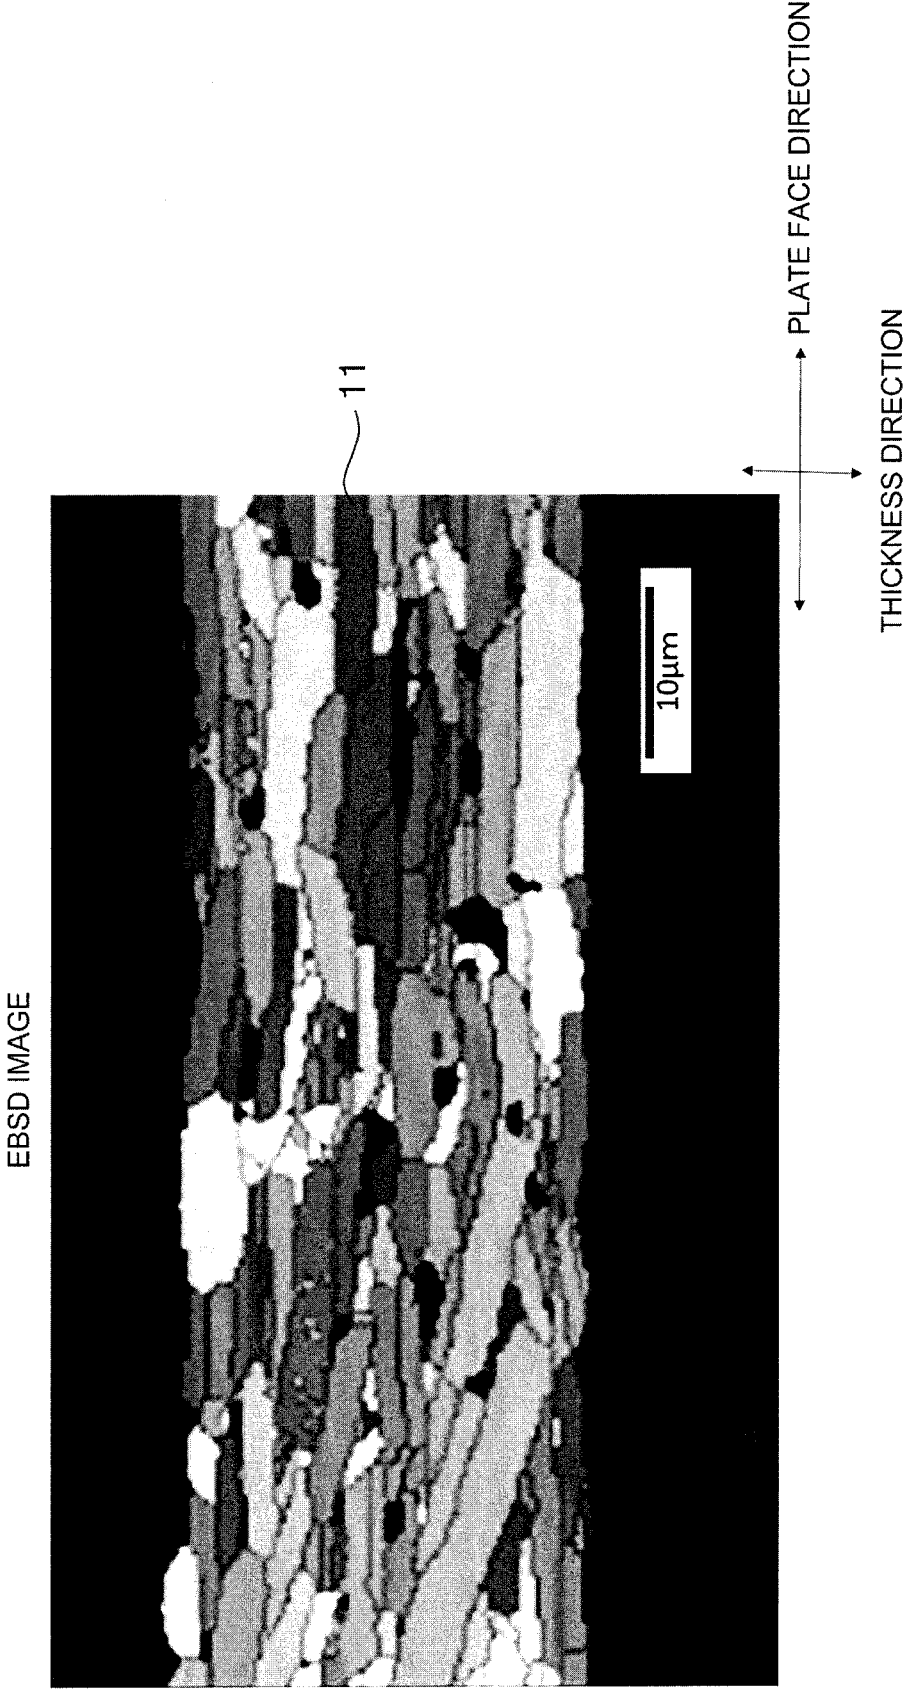 EBSD IMAGE
11
10μm
PLATE FACE DIRECTION
THICKNESS DIRECTION